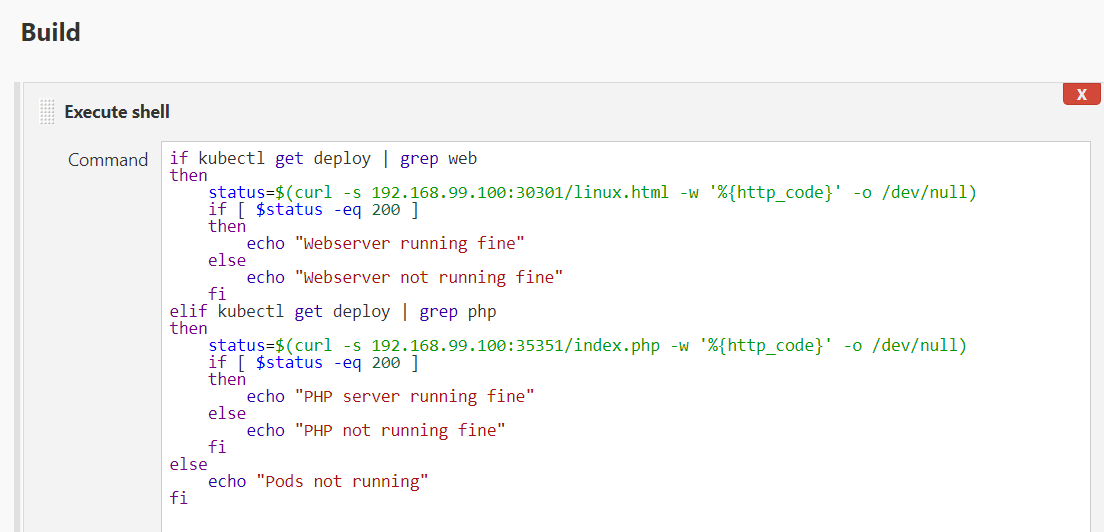 Build
X
Execute shell
Command
if kubectl get deploy | grep web
then
    status=$(curl -s 192.168.99.100:30301/linux.html -w '%{http_code}' -o /dev/null)
    if [ $status -eq 200 ]
    then
        echo "Webserver running fine"
    else
        echo "Webserver not running fine"
    fi
elif kubectl get deploy | grep php
then
    status=$(curl -s 192.168.99.100:35351/index.php -w '%{http_code}' -o /dev/null)
    if [ $status -eq 200 ]
    then
        echo "PHP server running fine"
    else
        echo "PHP not running fine"
    fi
else
    echo "Pods not running"
fi